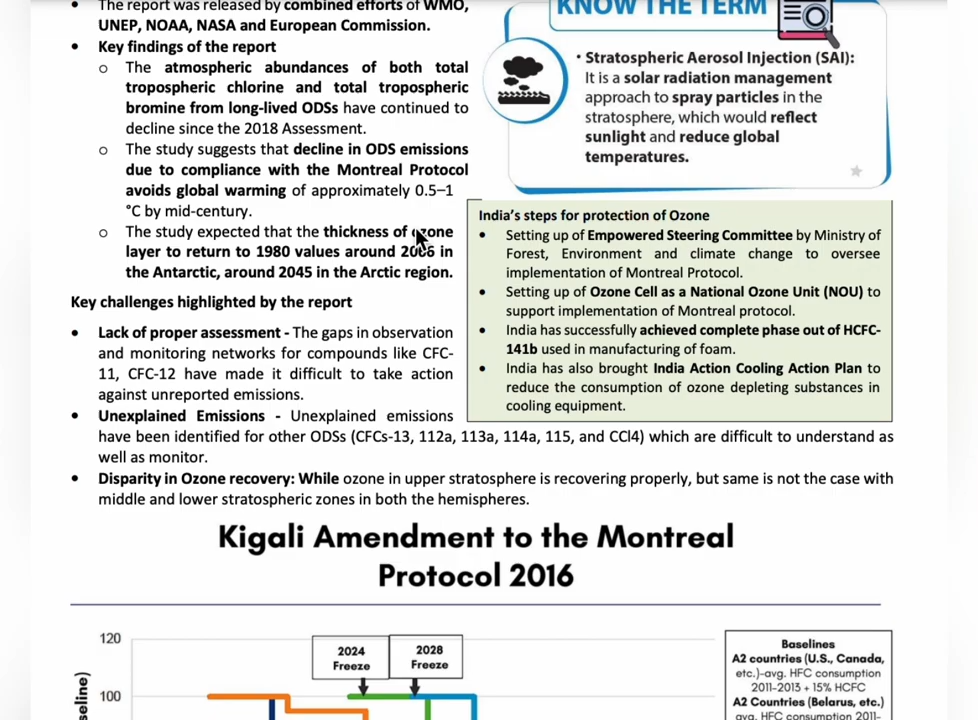 • The report was released by combined efforts of WMO,
UNEP, NOAA, NASA and European Commission.
• Key findings of the report
o The atmospheric abundances of both total
tropospheric chlorine and total tropospheric
bromine from long-lived ODSs have continued to
decline since the 2018 Assessment.
o The study suggests that decline in ODS emissions
due to compliance with the Montreal Protocol
avoids global warming of approximately 0.5–1
°C by mid-century.
o The study expected that the thickness of ozone
layer to return to 1980 values around 2066 in
the Antarctic, around 2045 in the Arctic region.
KNOW THE TERM
• Stratospheric Aerosol Injection (SAI):
It is a solar radiation management
approach to spray particles in the
stratosphere, which would reflect
sunlight and reduce global
temperatures.
India's steps for protection of Ozone
• Setting up of Empowered Steering Committee by Ministry of
Forest, Environment and climate change to oversee
implementation of Montreal Protocol.
• Setting up of Ozone Cell as a National Ozone Unit (NOU) to
support implementation of Montreal protocol.
• India has successfully achieved complete phase out of HCFC-
141b used in manufacturing of foam.
• India has also brought India Action Cooling Action Plan to
reduce the consumption of ozone depleting substances in
cooling equipment.
Key challenges highlighted by the report
• Lack of proper assessment - The gaps in observation
and monitoring networks for compounds like CFC-
11, CFC-12 have made it difficult to take action
against unreported emissions.
• Unexplained Emissions - Unexplained emissions
have been identified for other ODSs (CFCs-13, 112a, 113a, 114a, 115, and CCl4) which are difficult to understand as
well as monitor.
• Disparity in Ozone recovery: While ozone in upper stratosphere is recovering properly, but same is not the case with
middle and lower stratospheric zones in both the hemispheres.
Kigali Amendment to the Montreal
Protocol 2016
120
100
seline)
2024
Freeze
2028
Freeze
Baselines
A2 countries (U.S., Canada,
etc.)-avg. HFC consumption
2011-2013 + 15% HCFC
A2 Countries (Belarus, etc.)
avg. HFC consumption 2011-